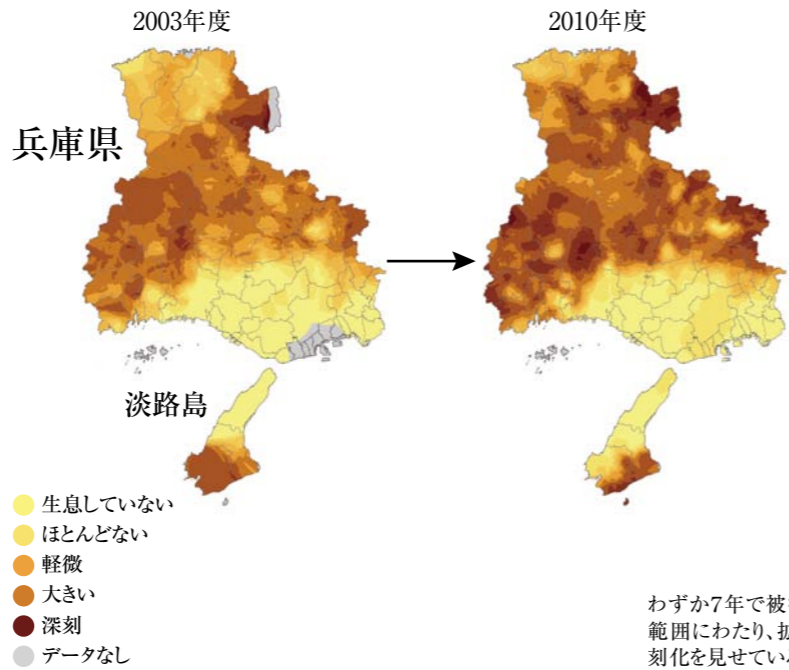 2003年度
2010年度
兵庫県
淡路島
生息していない
ほとんどない
軽微
大きい
深刻
データなし
わずか7年で被
範囲にわたり、拡
刻化を見せてい